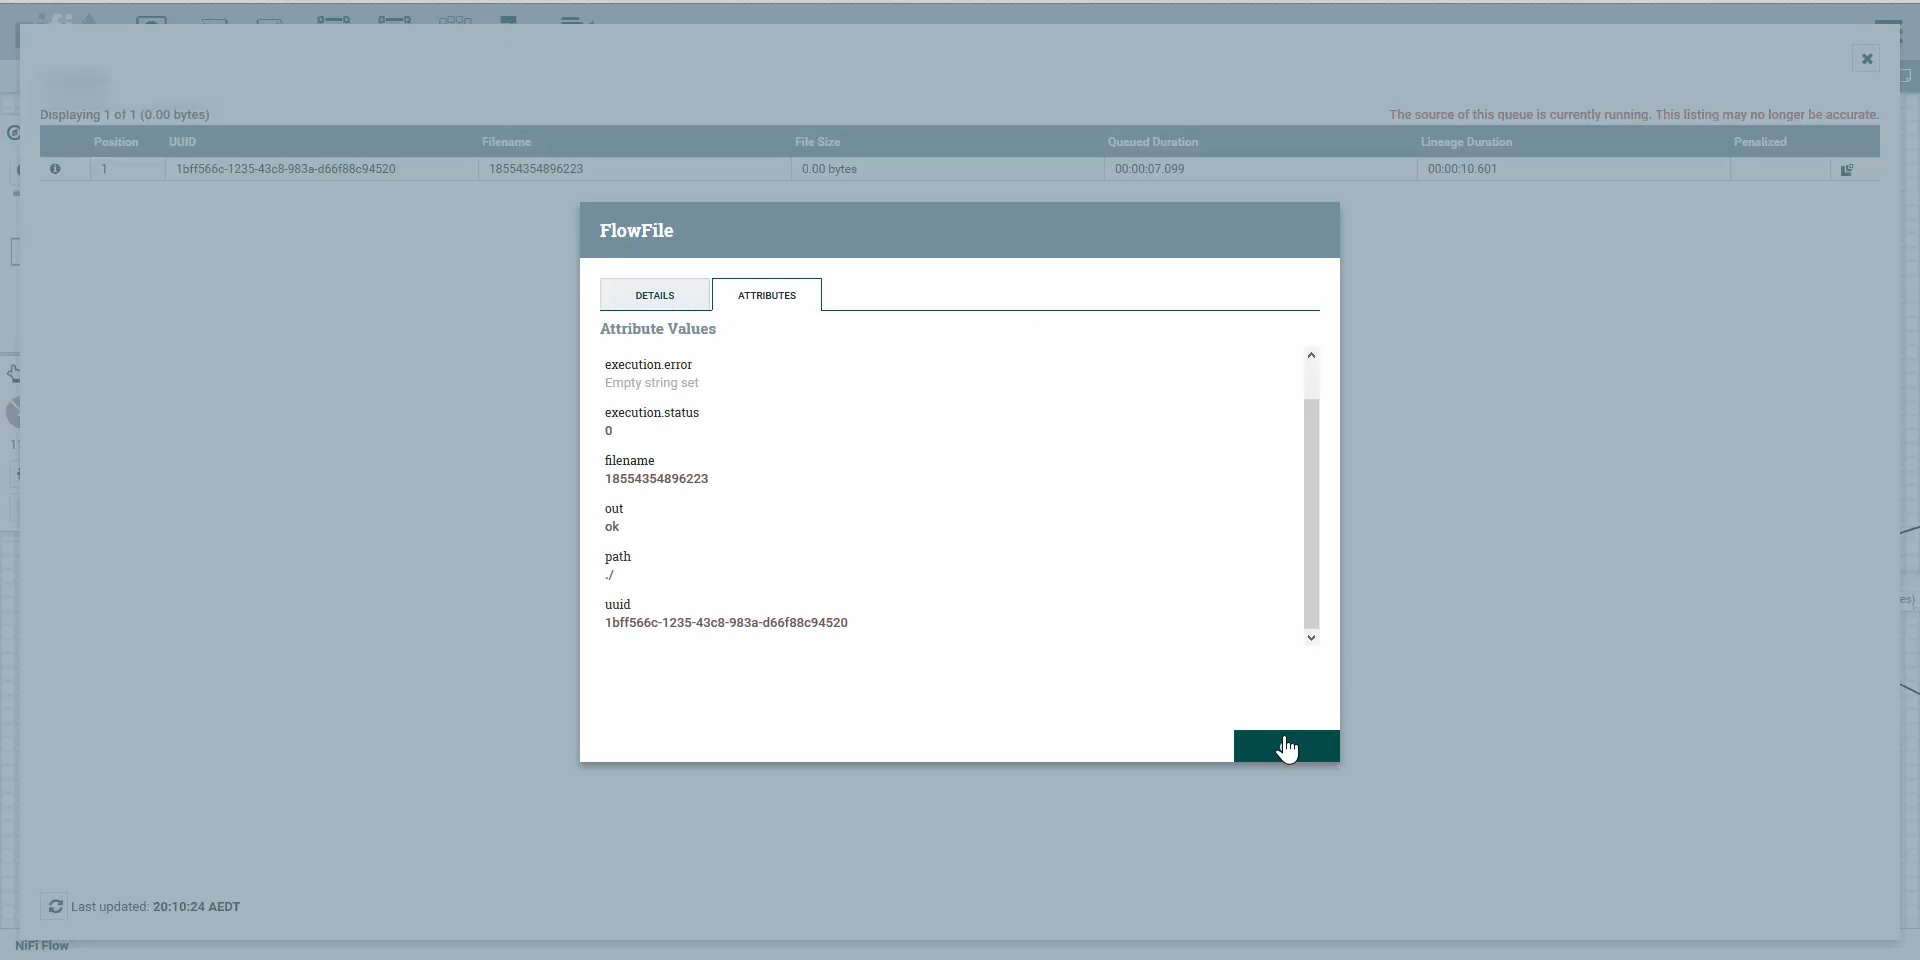 Displaying 1 of 1 (0.00 bytes)
The source of this queue is currently running. This listing may no longer be accurate.
Position UUID Filename File Size Queued Duration Lineage Duration Penalized
1 1bff566c-1235-43c8-983a-d66f88c94520 18554354896223 0.00 bytes 00:00:07.099 00:00:10.601
FlowFile
DETAILS ATTRIBUTES
Attribute Values
execution.error
Empty string set
execution.status
0
filename
18554354896223
out
ok
path
./
uuid
1bff566c-1235-43c8-983a-d66f88c94520
es)
Last updated: 20:10:24 AEDT
NiFi Flow